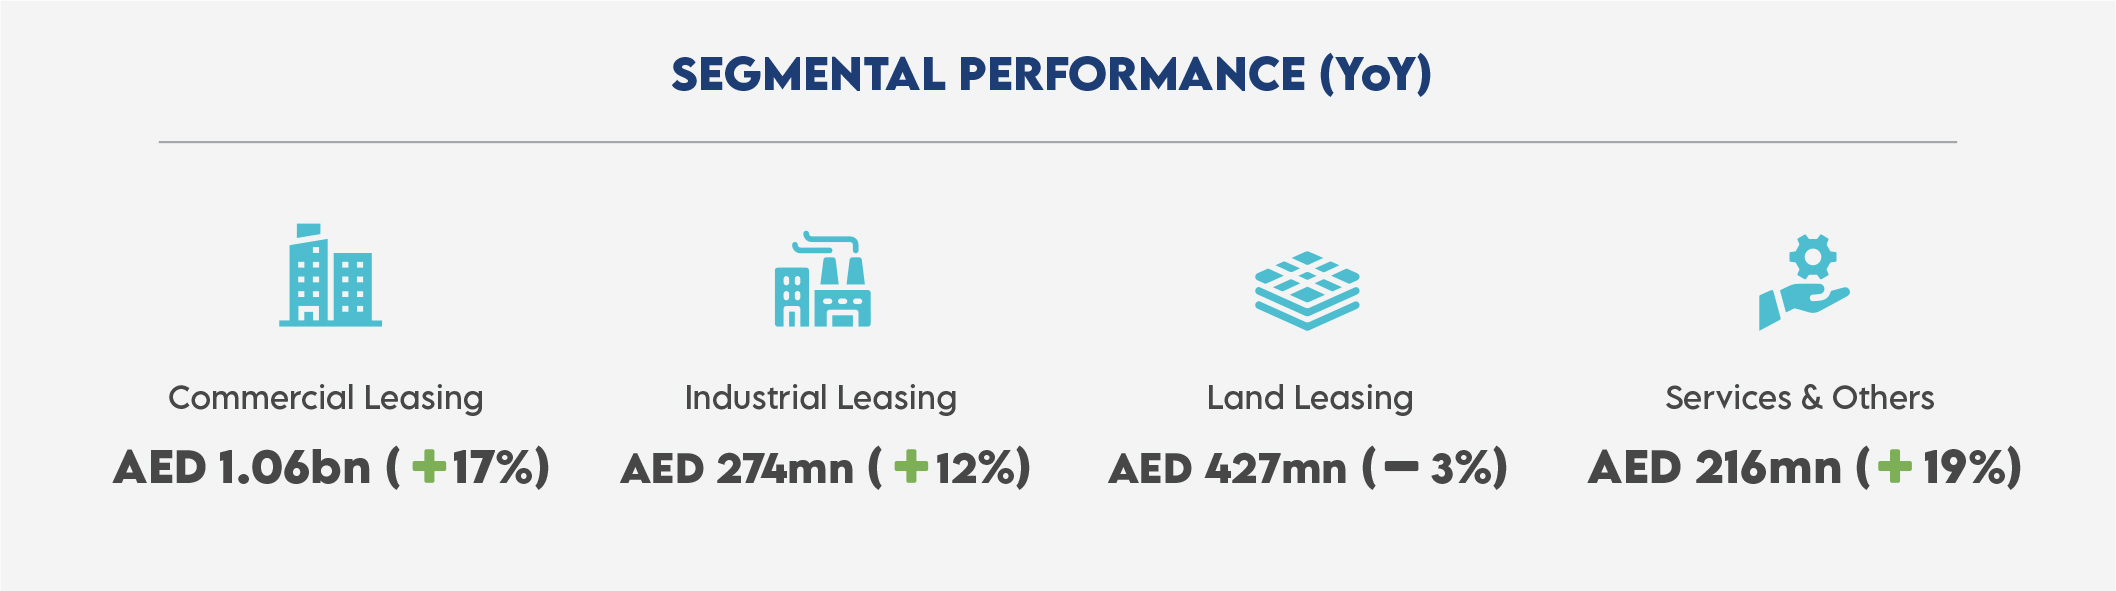 SEGMENTAL PERFORMANCE (YoY)
Commercial Leasing
AED 1.06bn (+17%)
Industrial Leasing
AED 274mn (+12%)
Land Leasing
AED 427mn (− 3%)
Services & Others
AED 216mn (+ 19%)